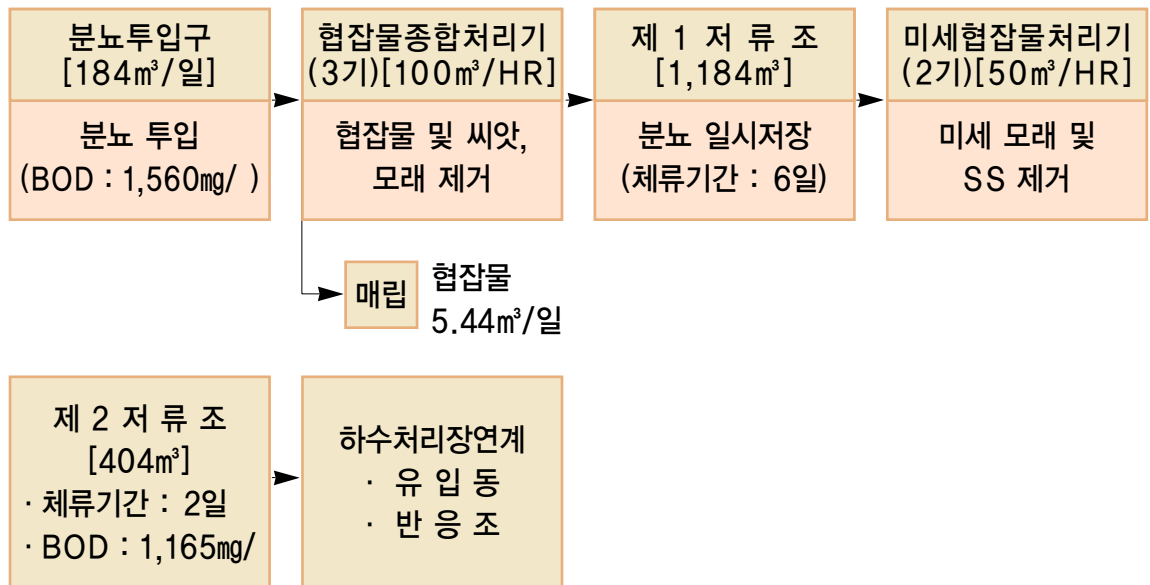 분뇨투입구
[184㎥/일]
분뇨 투입
(BOD : 1,560㎎/ )
협잡물종합처리기
(3기)[100㎥/HR]
협잡물 및 씨앗,
모래 제거
제 1 저 류 조
[1,184㎥]
분뇨 일시저장
(체류기간 : 6일)
미세협잡물처리기
(2기)[50㎥/HR]
미세 모래 및
SS 제거
매립
협잡물
5.44㎥/일
제 2 저 류 조
[404㎥]
· 체류기간 : 2일
· BOD : 1,165㎎/
하수처리장연계
· 유 입 동
· 반 응 조